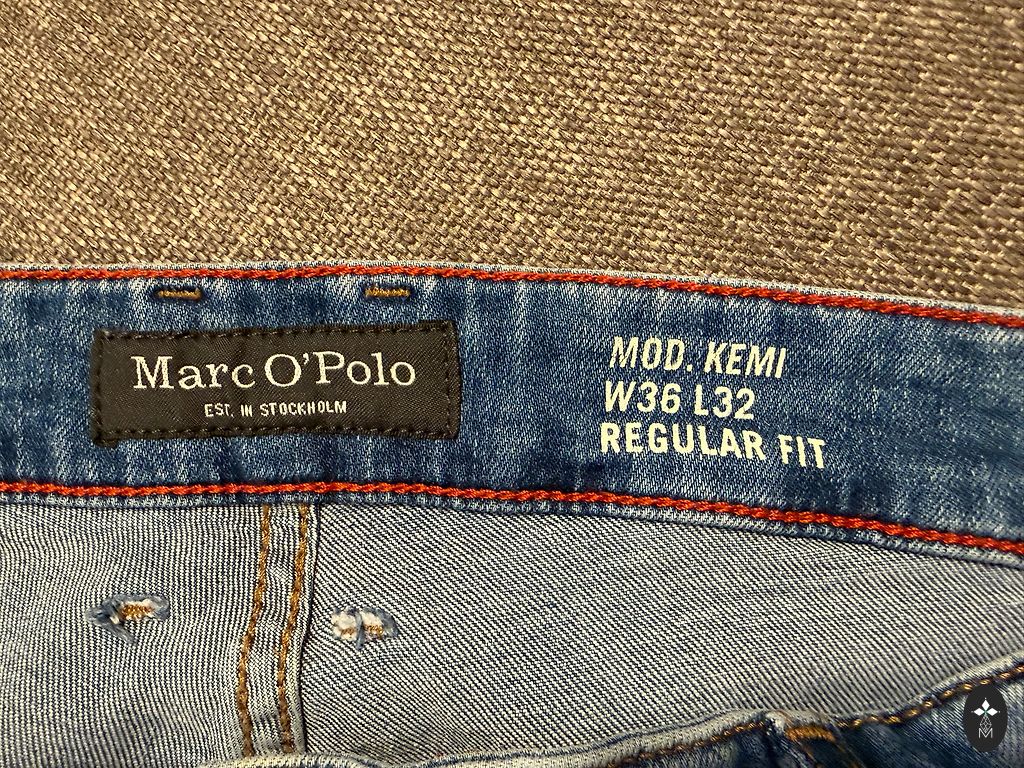 Marc O'Polo
EST. IN STOCKHOLM
MOD. KEMI
W36 L32
REGULAR FIT
M